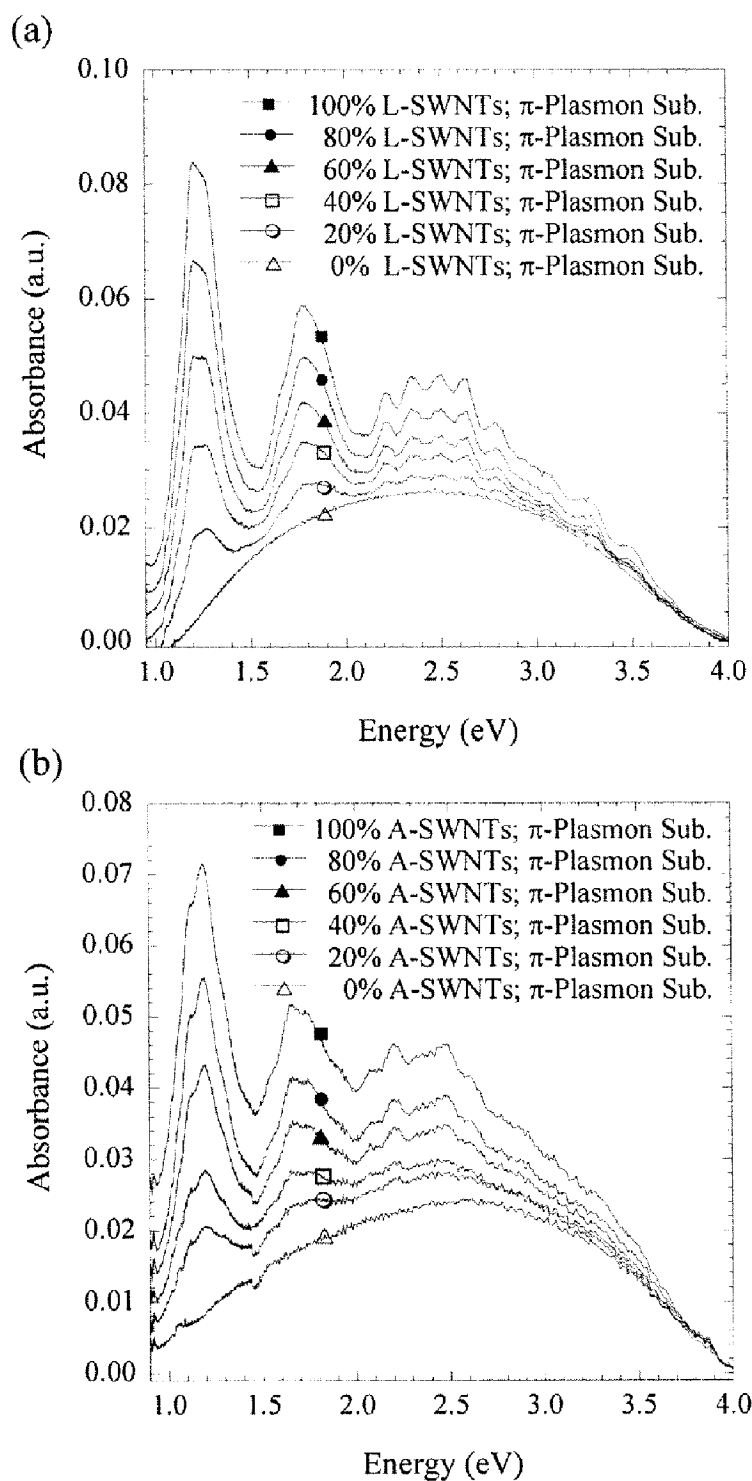 (a)
0.10
0.08
0.06
0.04
0.02
0.00
Absorbance (a.u.)
100% L-SWNTs; π-Plasmon Sub.
80% L-SWNTs; π-Plasmon Sub.
60% L-SWNTs; π-Plasmon Sub.
40% L-SWNTs; π-Plasmon Sub.
20% L-SWNTs; π-Plasmon Sub.
0% L-SWNTs; π-Plasmon Sub.
1.0 1.5 2.0 2.5 3.0 3.5 4.0
Energy (eV)
(b)
0.08
0.07
0.06
0.05
0.04
0.03
0.02
0.01
0.00
Absorbance (a.u.)
100% A-SWNTs; π-Plasmon Sub.
80% A-SWNTs; π-Plasmon Sub.
60% A-SWNTs; π-Plasmon Sub.
40% A-SWNTs; π-Plasmon Sub.
20% A-SWNTs; π-Plasmon Sub.
0% A-SWNTs; π-Plasmon Sub.
1.0 1.5 2.0 2.5 3.0 3.5 4.0
Energy (eV)